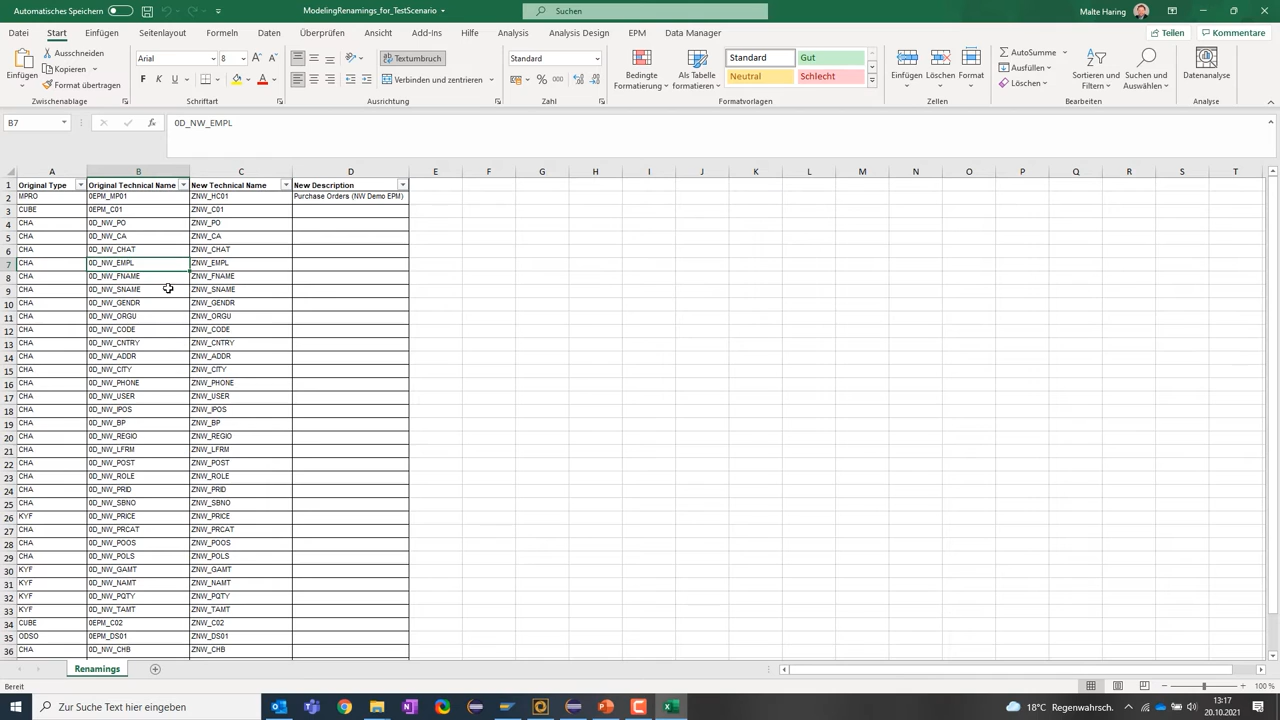 Automatisches Speichern
ModelingRenamings_for_TestScenario
Suchen
Malte Haring
Datei Start Einfügen Seitenlayout Formeln Daten Überprüfen Ansicht Add-Ins Hilfe Analysis Analysis Design EPM Data Manager Teilen Kommentare
Einfügen
Ausschneiden
Kopieren
Format übertragen
Zwischenablage
Arial 8
F K U
Schriftart
Textumbruch
Verbinden und zentrieren
Ausrichtung
Standard
Zahl
Bedingte Formatierung
Als Tabelle formatieren
Standard Gut
Neutral Schlecht
Formatvorlagen
Einfügen Löschen Format
Zellen
AutoSumme
Ausfüllen
Löschen
Sortieren und Filtern
Suchen und Auswählen
Bearbeiten
Datenanalyse
Analyse
B7 fx 0D_NW_EMPL
A B C D E F G H I J K L M N O P Q R S T
1 Original Type Original Technical Name New Technical Name New Description
2 MPRO 0EPM_MP01 ZNW_HC01 Purchase Orders (NW Demo EPM)
3 CUBE 0EPM_C01 ZNW_C01
4 CHA 0D_NW_PO ZNW_PO
5 CHA 0D_NW_CA ZNW_CA
6 CHA 0D_NW_CHAT ZNW_CHAT
7 CHA 0D_NW_EMPL ZNW_EMPL
8 CHA 0D_NW_FNAME ZNW_FNAME
9 CHA 0D_NW_SNAME ZNW_SNAME
10 CHA 0D_NW_GENDR ZNW_GENDR
11 CHA 0D_NW_ORGU ZNW_ORGU
12 CHA 0D_NW_CODE ZNW_CODE
13 CHA 0D_NW_CNTRY ZNW_CNTRY
14 CHA 0D_NW_ADDR ZNW_ADDR
15 CHA 0D_NW_CITY ZNW_CITY
16 CHA 0D_NW_PHONE ZNW_PHONE
17 CHA 0D_NW_USER ZNW_USER
18 CHA 0D_NW_IPOS ZNW_IPOS
19 CHA 0D_NW_BP ZNW_BP
20 CHA 0D_NW_REGIO ZNW_REGIO
21 CHA 0D_NW_LFRM ZNW_LFRM
22 CHA 0D_NW_POST ZNW_POST
23 CHA 0D_NW_ROLE ZNW_ROLE
24 CHA 0D_NW_PRID ZNW_PRID
25 CHA 0D_NW_SBNO ZNW_SBNO
26 KYF 0D_NW_PRICE ZNW_PRICE
27 CHA 0D_NW_PRCAT ZNW_PRCAT
28 CHA 0D_NW_POOS ZNW_POOS
29 CHA 0D_NW_POLS ZNW_POLS
30 KYF 0D_NW_GAMT ZNW_GAMT
31 KYF 0D_NW_NAMT ZNW_NAMT
32 KYF 0D_NW_PQTY ZNW_PQTY
33 KYF 0D_NW_TAMT ZNW_TAMT
34 CUBE 0EPM_C02 ZNW_C02
35 ODSO 0EPM_DS01 ZNW_DS01
36 CHA 0D_NW_CHB ZNW_CHB
Renamings
Bereit
100 %
Zur Suche Text hier eingeben
18°C Regenwahrsch.
13:17
20.10.2021